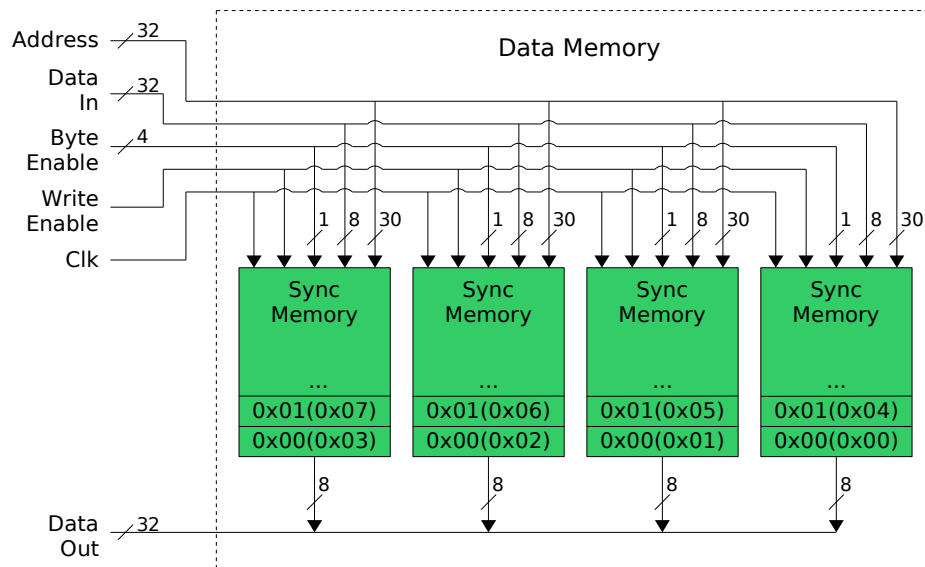 Address
32
Data Memory
Data
In
32
Byte
Enable
4
Write
Enable
Clk
1 8 30
1 8 30
1 8 30
1 8 30
Sync
Memory
...
0x01(0x07)
0x00(0x03)
Sync
Memory
...
0x01(0x06)
0x00(0x02)
Sync
Memory
...
0x01(0x05)
0x00(0x01)
Sync
Memory
...
0x01(0x04)
0x00(0x00)
8
8
8
8
Data
Out
32